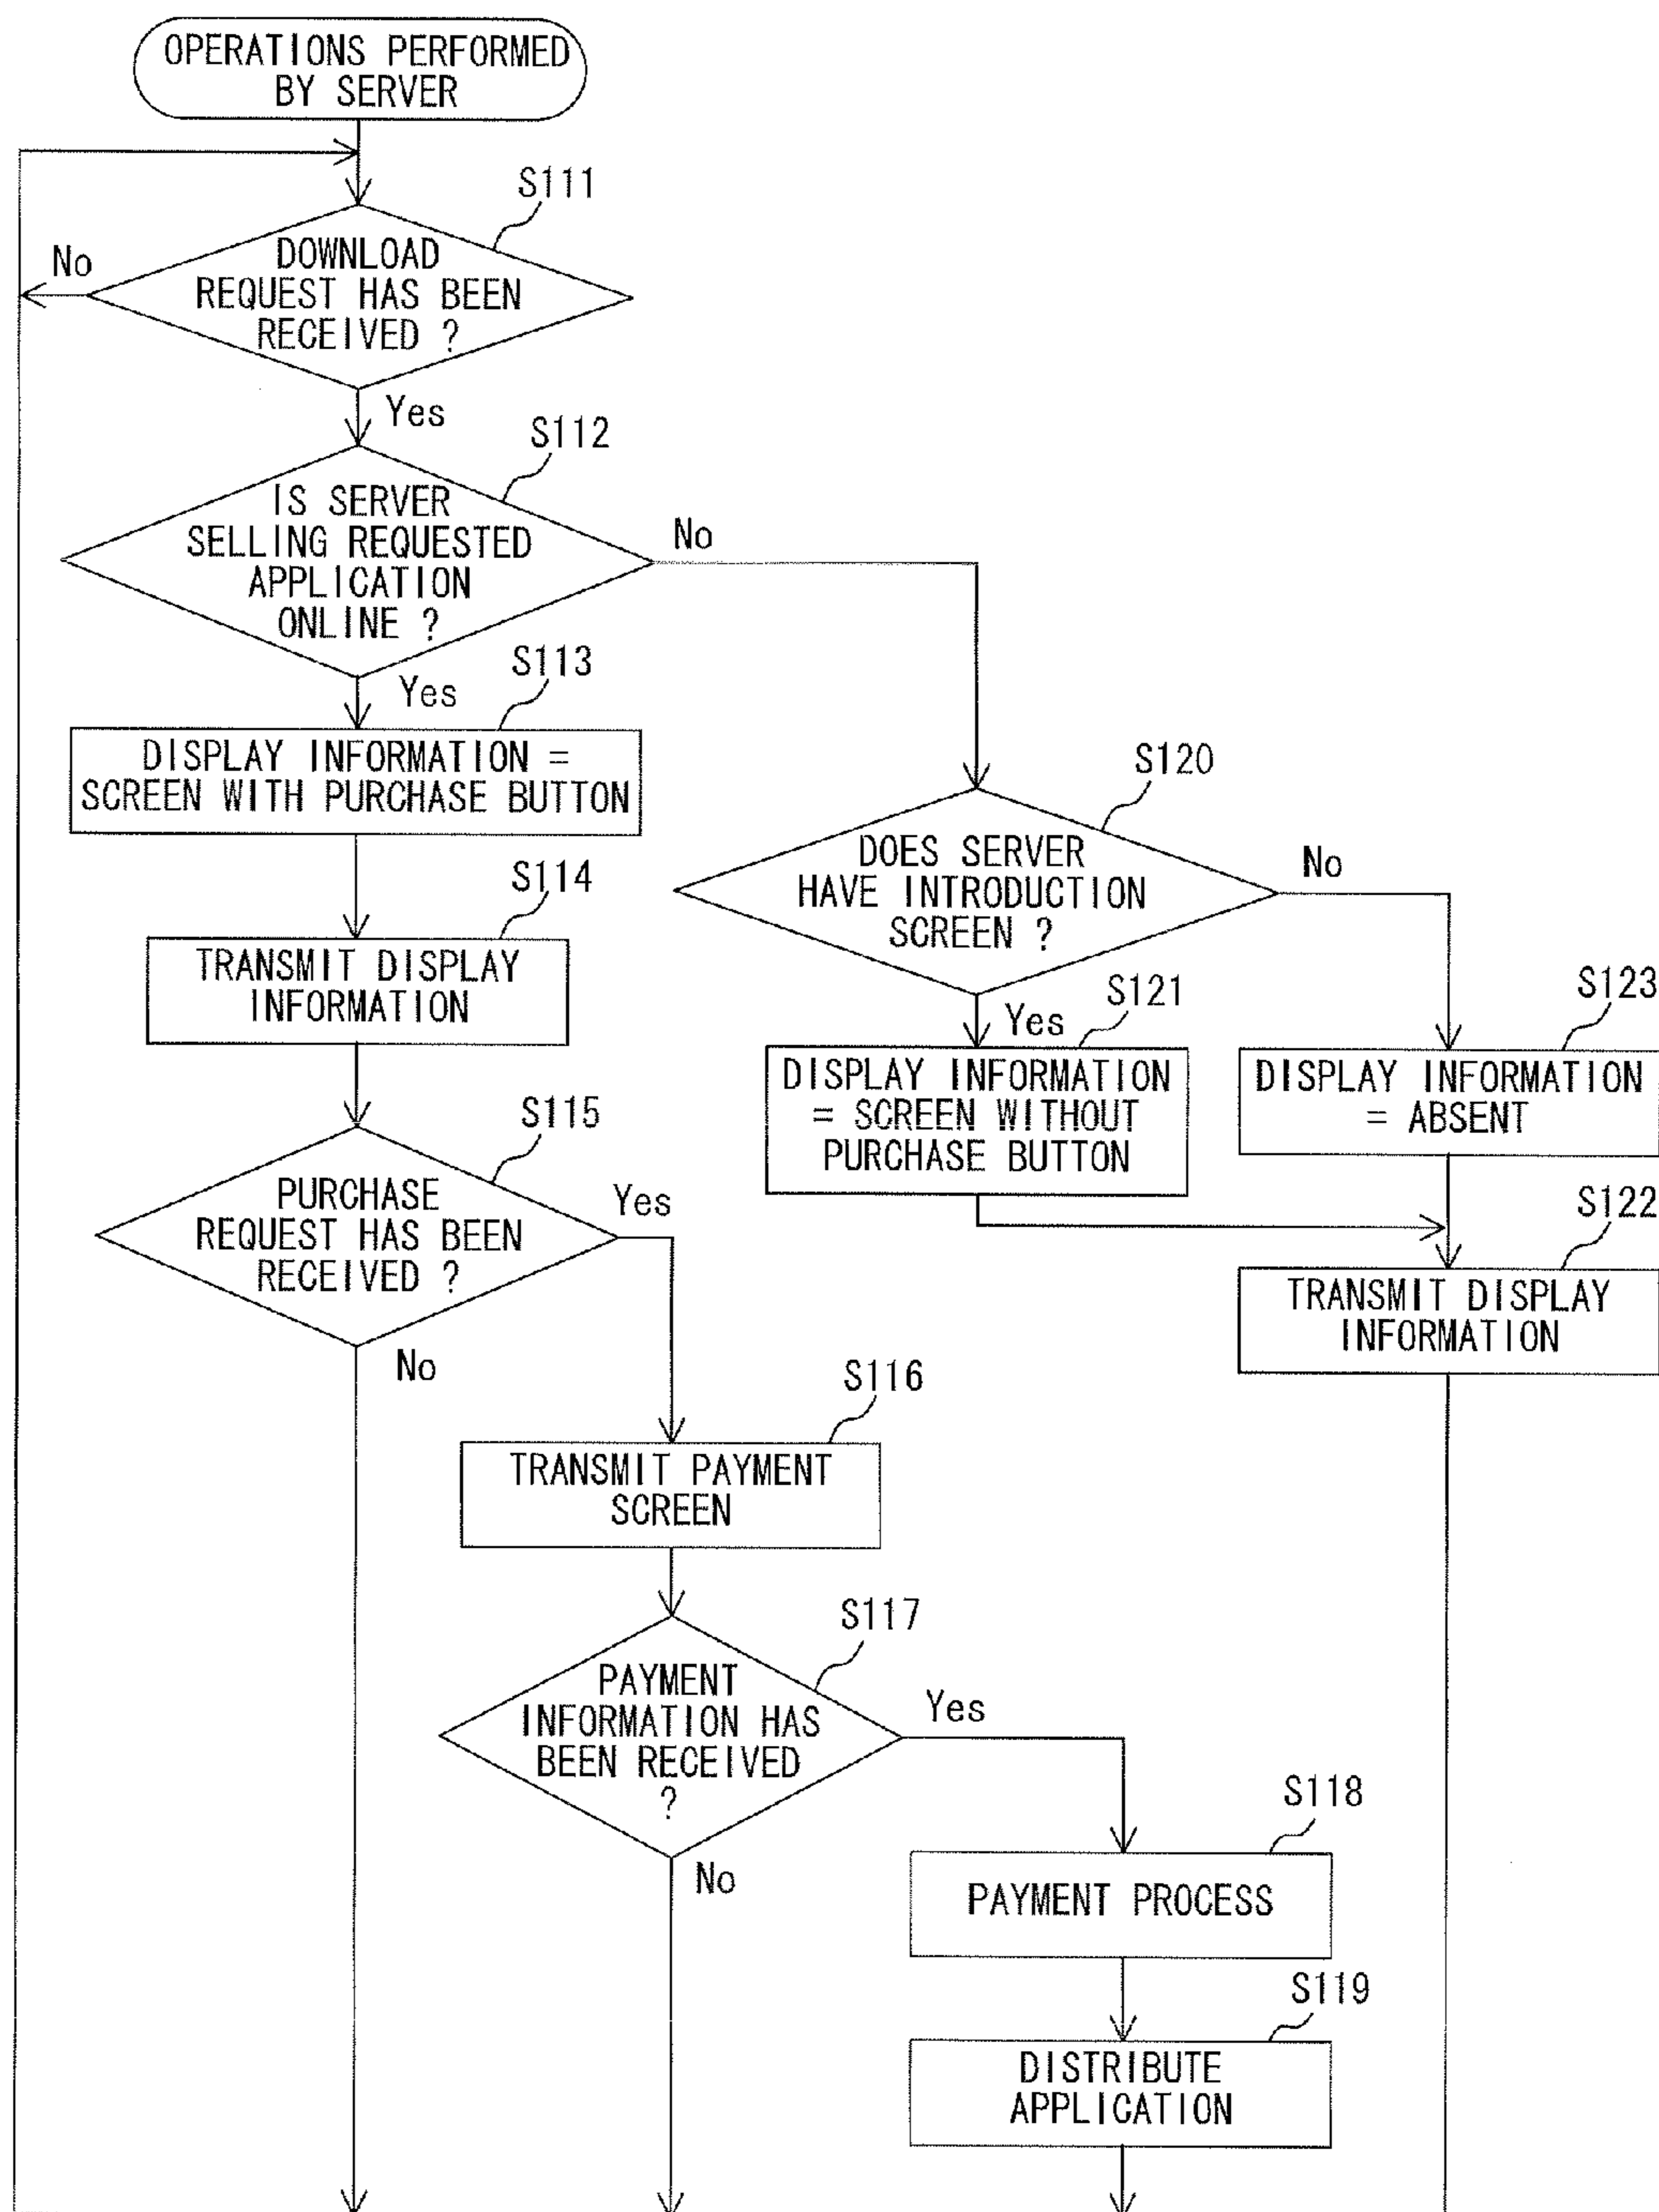 OPERATIONS PERFORMED
BY SERVER
S111
DOWNLOAD
REQUEST HAS BEEN
RECEIVED ?
No
Yes
S112
IS SERVER
SELLING REQUESTED
APPLICATION
ONLINE ?
No
Yes
S113
DISPLAY INFORMATION =
SCREEN WITH PURCHASE BUTTON
S114
TRANSMIT DISPLAY
INFORMATION
S115
PURCHASE
REQUEST HAS BEEN
RECEIVED ?
Yes
No
S116
TRANSMIT PAYMENT
SCREEN
S117
PAYMENT
INFORMATION HAS
BEEN RECEIVED
?
Yes
No
S118
PAYMENT PROCESS
S119
DISTRIBUTE
APPLICATION
S120
DOES SERVER
HAVE INTRODUCTION
SCREEN ?
No
Yes
S121
DISPLAY INFORMATION
= SCREEN WITHOUT
PURCHASE BUTTON
S123
DISPLAY INFORMATION
= ABSENT
S122
TRANSMIT DISPLAY
INFORMATION